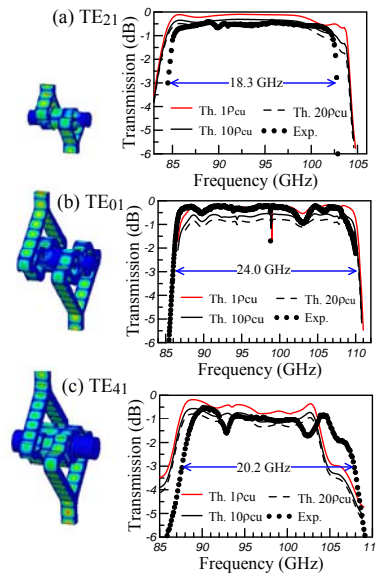 (a) TE21
Transmission (dB)
0
-1
-2
-3
-4
-5
-6
18.3 GHz
Th. 1ρcu
Th. 20ρcu
Th. 10ρcu
Exp.
85 90 95 100 105
Frequency (GHz)
(b) TE01
Transmission (dB)
0
-1
-2
-3
-4
-5
-6
24.0 GHz
Th. 1ρcu
Th. 20ρcu
Th. 10ρcu
Exp.
85 90 95 100 105 110
Frequency (GHz)
(c) TE41
Transmission (dB)
0
-1
-2
-3
-4
-5
-6
20.2 GHz
Th. 1ρcu
Th. 20ρcu
Th. 10ρcu
Exp.
85 90 95 100 105
Frequency (GHz)